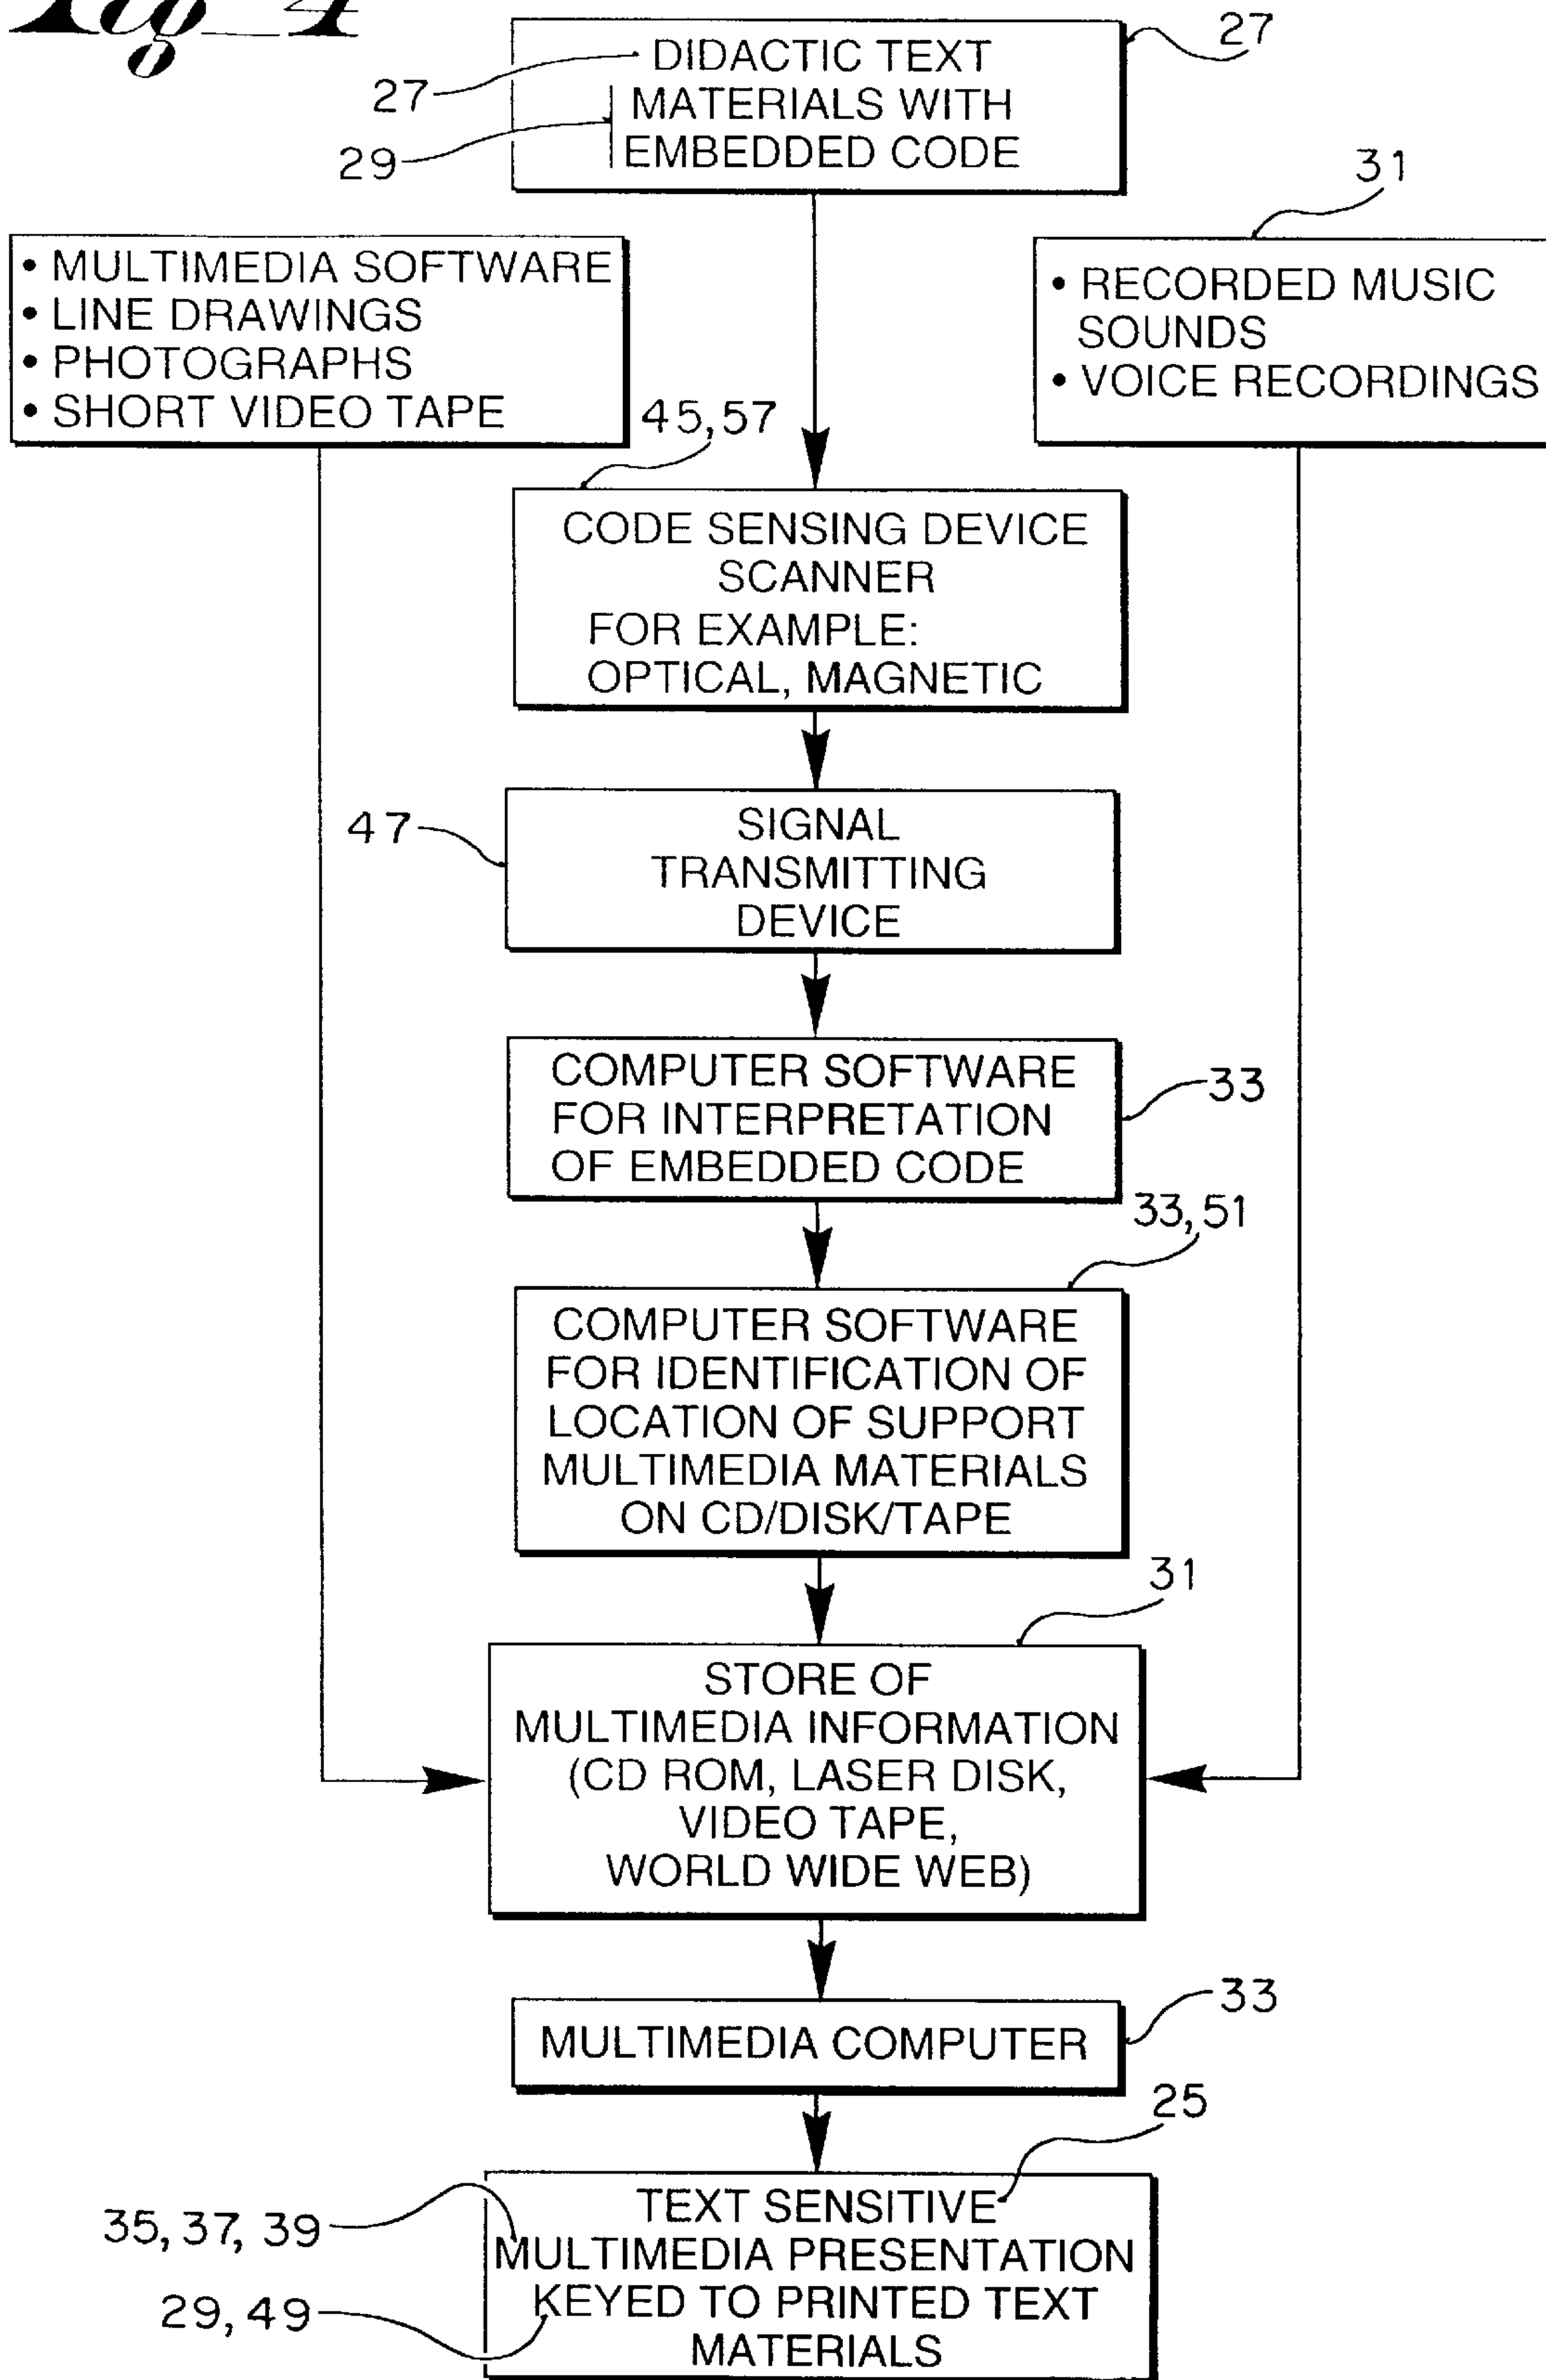 Fig_4
27
DIDACTIC TEXT
27
MATERIALS WITH
29
EMBEDDED CODE
31
• MULTIMEDIA SOFTWARE
• LINE DRAWINGS
• PHOTOGRAPHS
• SHORT VIDEO TAPE
• RECORDED MUSIC
SOUNDS
• VOICE RECORDINGS
45,57
CODE SENSING DEVICE
SCANNER
FOR EXAMPLE:
OPTICAL, MAGNETIC
47
SIGNAL
TRANSMITTING
DEVICE
COMPUTER SOFTWARE
FOR INTERPRETATION
OF EMBEDDED CODE
33
33,51
COMPUTER SOFTWARE
FOR IDENTIFICATION OF
LOCATION OF SUPPORT
MULTIMEDIA MATERIALS
ON CD/DISK/TAPE
31
STORE OF
MULTIMEDIA INFORMATION
(CD ROM, LASER DISK,
VIDEO TAPE,
WORLD WIDE WEB)
33
MULTIMEDIA COMPUTER
25
TEXT SENSITIVE
35, 37, 39
MULTIMEDIA PRESENTATION
KEYED TO PRINTED TEXT
29, 49
MATERIALS